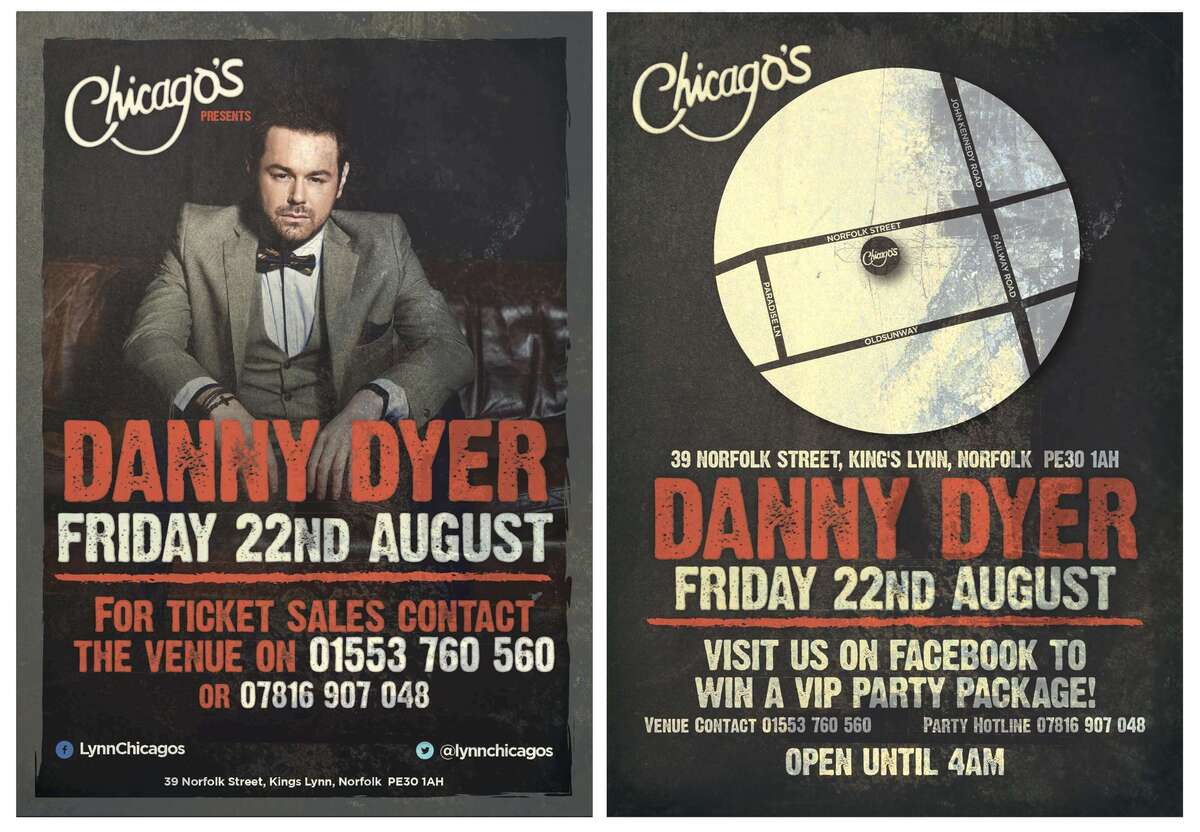 Chicago's
PRESENTS
DANNY DYER
FRIDAY 22ND AUGUST
FOR TICKET SALES CONTACT
THE VENUE ON 01553 760 560
OR 07816 907 048
f LynnChicagos
@lynnchicagos
39 Norfolk Street, Kings Lynn, Norfolk PE30 1AH
Chicago's
JOHN KENNEDY ROAD
NORFOLK STREET
Chicago's
RAILWAY ROAD
PARADISE LN
OLDSUNWAY
39 NORFOLK STREET, KING'S LYNN, NORFOLK PE30 1AH
DANNY DYER
FRIDAY 22ND AUGUST
VISIT US ON FACEBOOK TO
WIN A VIP PARTY PACKAGE!
VENUE CONTACT 01553 760 560
PARTY HOTLINE 07816 907 048
OPEN UNTIL 4AM